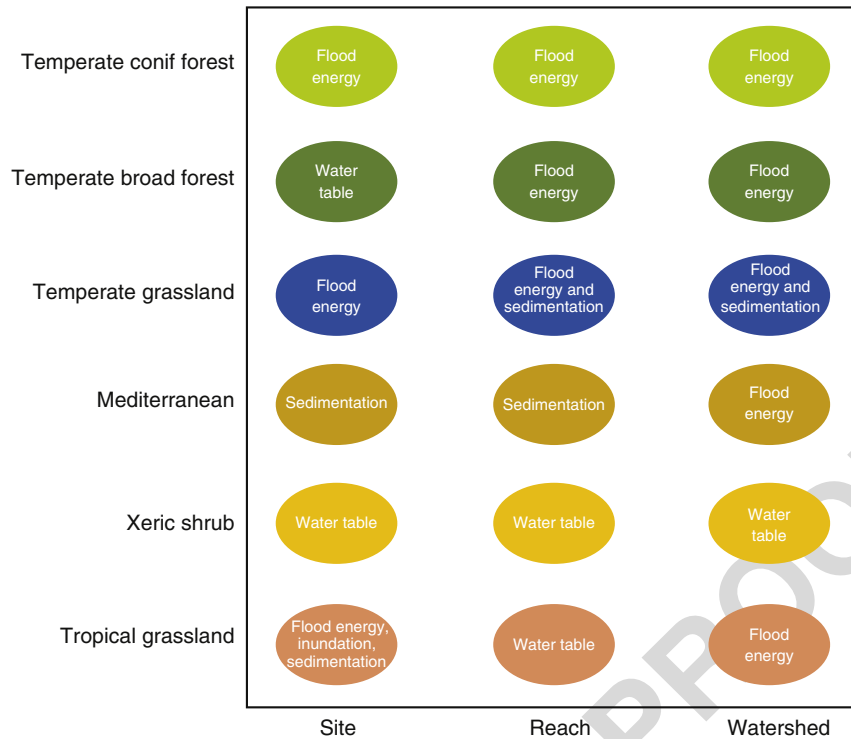 Temperate conif forest
Flood
energy
Flood
energy
Flood
energy
Temperate broad forest
Water
table
Flood
energy
Flood
energy
Temperate grassland
Flood
energy
Flood
energy and
sedimentation
Flood
energy and
sedimentation
Mediterranean
Sedimentation
Sedimentation
Flood
energy
Xeric shrub
Water table
Water table
Water
table
Tropical grassland
Flood energy,
inundation,
sedimentation
Water table
Flood
energy
Site
Reach
Watershed